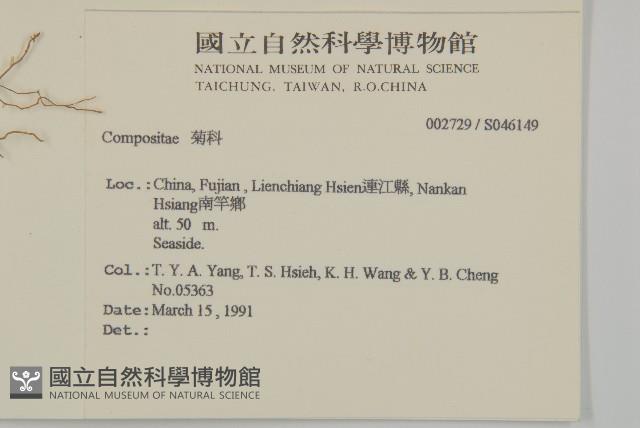 國立自然科學博物館
NATIONAL MUSEUM OF NATURAL SCIENCE
TAICHUNG, TAIWAN, R.O.CHINA
002729 / S046149
Compositae 菊科
Loc.: China, Fujian , Lienchiang Hsien連江縣, Nankan
Hsiang南竿鄉
alt. 50 m.
Seaside.
Col.: T. Y. A. Yang, T. S. Hsieh, K. H. Wang & Y. B. Cheng
No.05363
Date: March 15 , 1991
Det.:
國立自然科學博物館
NATIONAL MUSEUM OF NATURAL SCIENCE